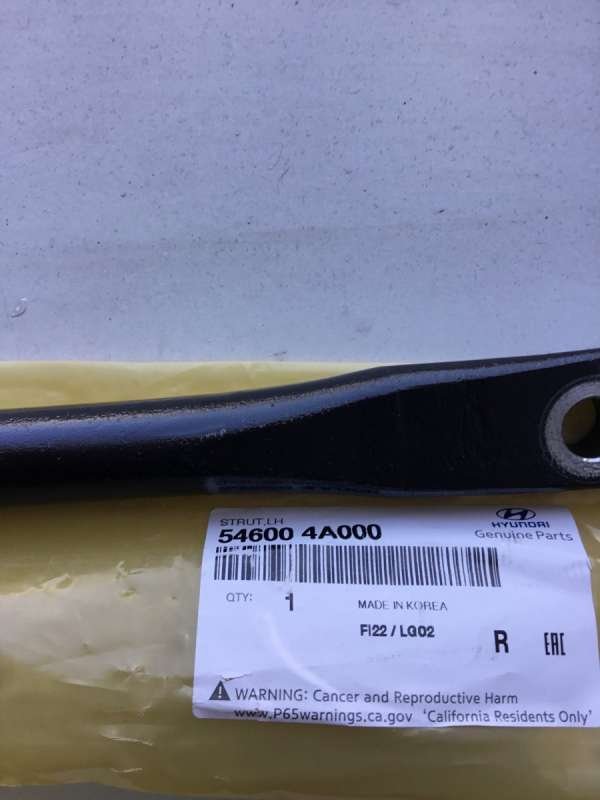 STRUT,LH
54600 4A000
HYUNDAI
Genuine Parts
QTY: 1
MADE IN KOREA
FI22 / LG02
R
EAC
WARNING: Cancer and Reproductive Harm
www.P65warnings.ca.gov 'California Residents Only'